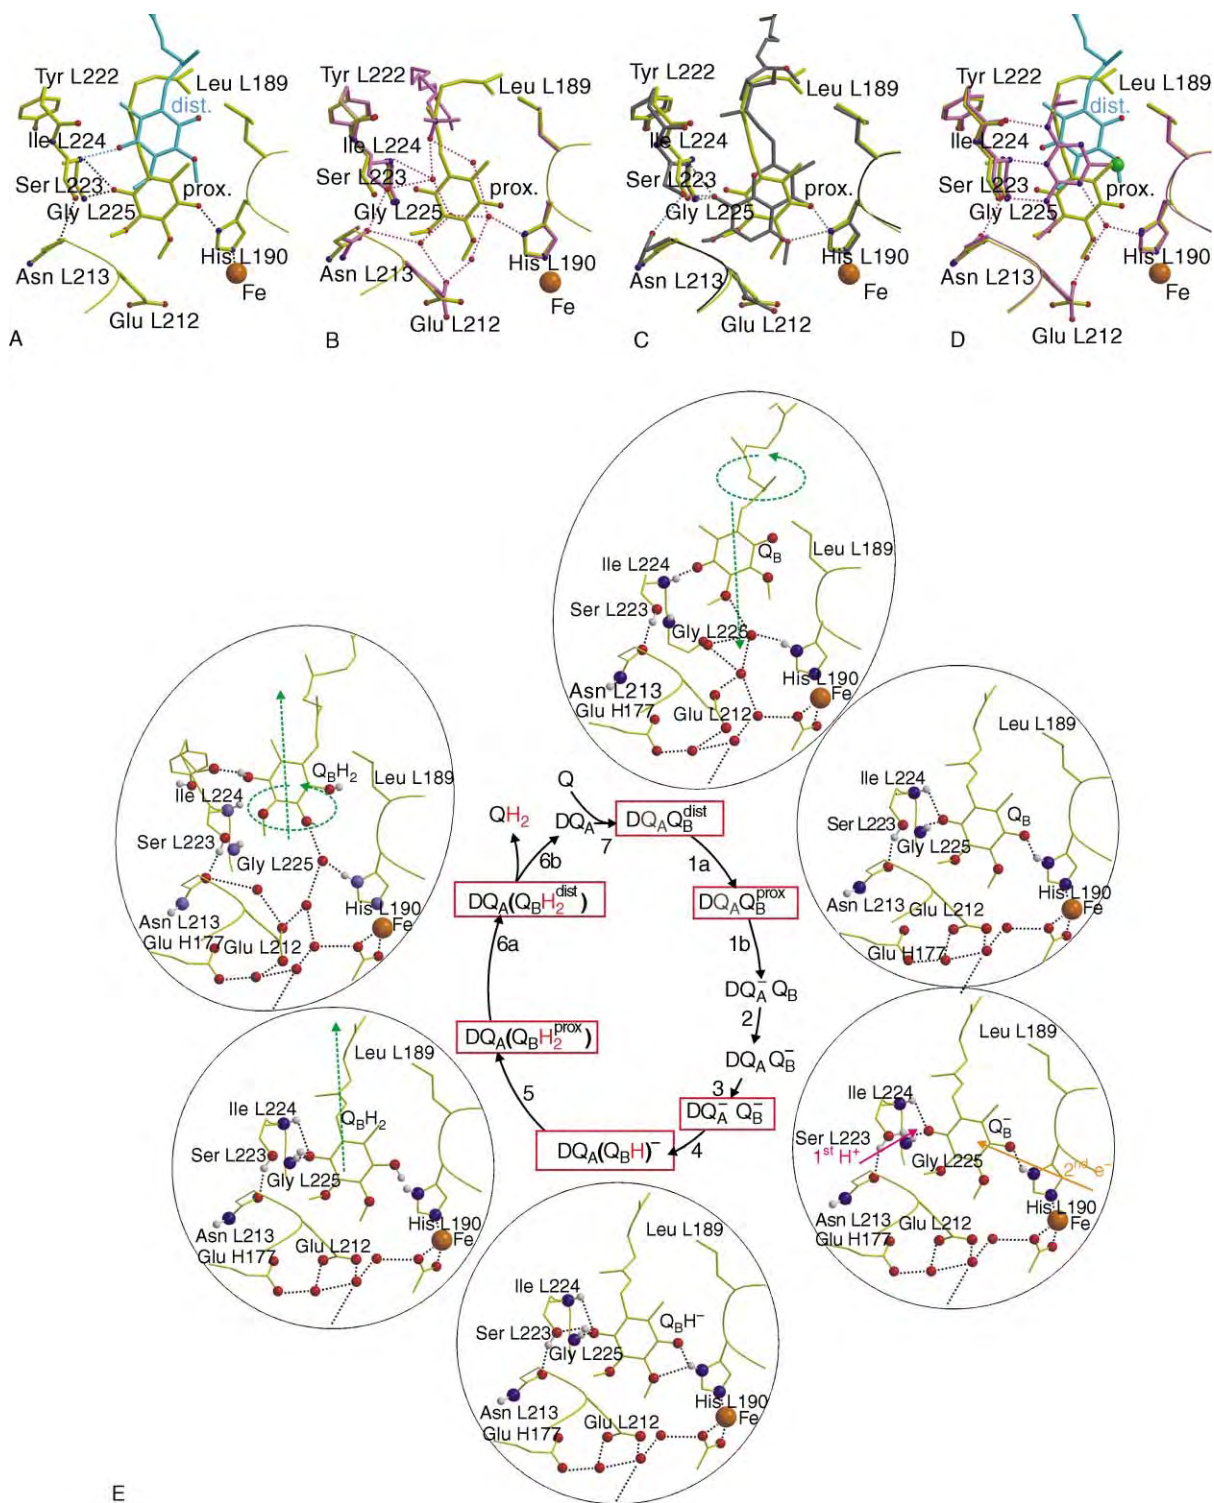 Tyr L222
Leu L189
dist.
Ile L224
Ser L223
prox.
Gly L225
His L190
Asn L213
Fe
Glu L212
A
Tyr L222
Leu L189
Ile L224
Ser L223
prox.
Gly L225
His L190
Asn L213
Fe
Glu L212
B
Tyr L222
Leu L189
Ile L224
Ser L223
prox.
Gly L225
His L190
Asn L213
Fe
Glu L212
C
Tyr L222
Leu L189
dist.
Ile L224
Ser L223
prox.
Gly L225
His L190
Asn L213
Fe
Glu L212
D
Q_B
Leu L189
Ile L224
Ser L223
Gly L226
His L190
Asn L213
Fe
Glu H177
Glu L212
Leu L189
Ile L224
Q_B
Ser L223
Gly L225
His L190
Asn L213
Fe
Glu L212
Glu H177
Leu L189
Q_BH_2
Ile L224
Ser L223
Gly L225
His L190
Asn L213
Fe
Glu H177
Glu L212
Q
QH_2
DQ_A
7
DQ_AQ_B^dist
6b
1a
DQ_A(Q_BH_2^dist)
DQ_AQ_B^prox
6a
1b
DQ_A^- Q_B
2
DQ_A(Q_BH_2^prox)
DQ_A Q_B^-
5
3
DQ_A^- Q_B^-
4
DQ_A(Q_BH)^-
Leu L189
Ile L224
Q_B^-
Ser L223
1^st H^+
Gly L225
2^nd e^-
His L190
Asn L213
Fe
Glu L212
Glu H177
Leu L189
Ile L224
Q_BH_2
Ser L223
Gly L225
His L190
Asn L213
Fe
Glu L212
Glu H177
Leu L189
Ile L224
Q_BH^-
Ser L223
Gly L225
His L190
Asn L213
Fe
Glu L212
Glu H177
E